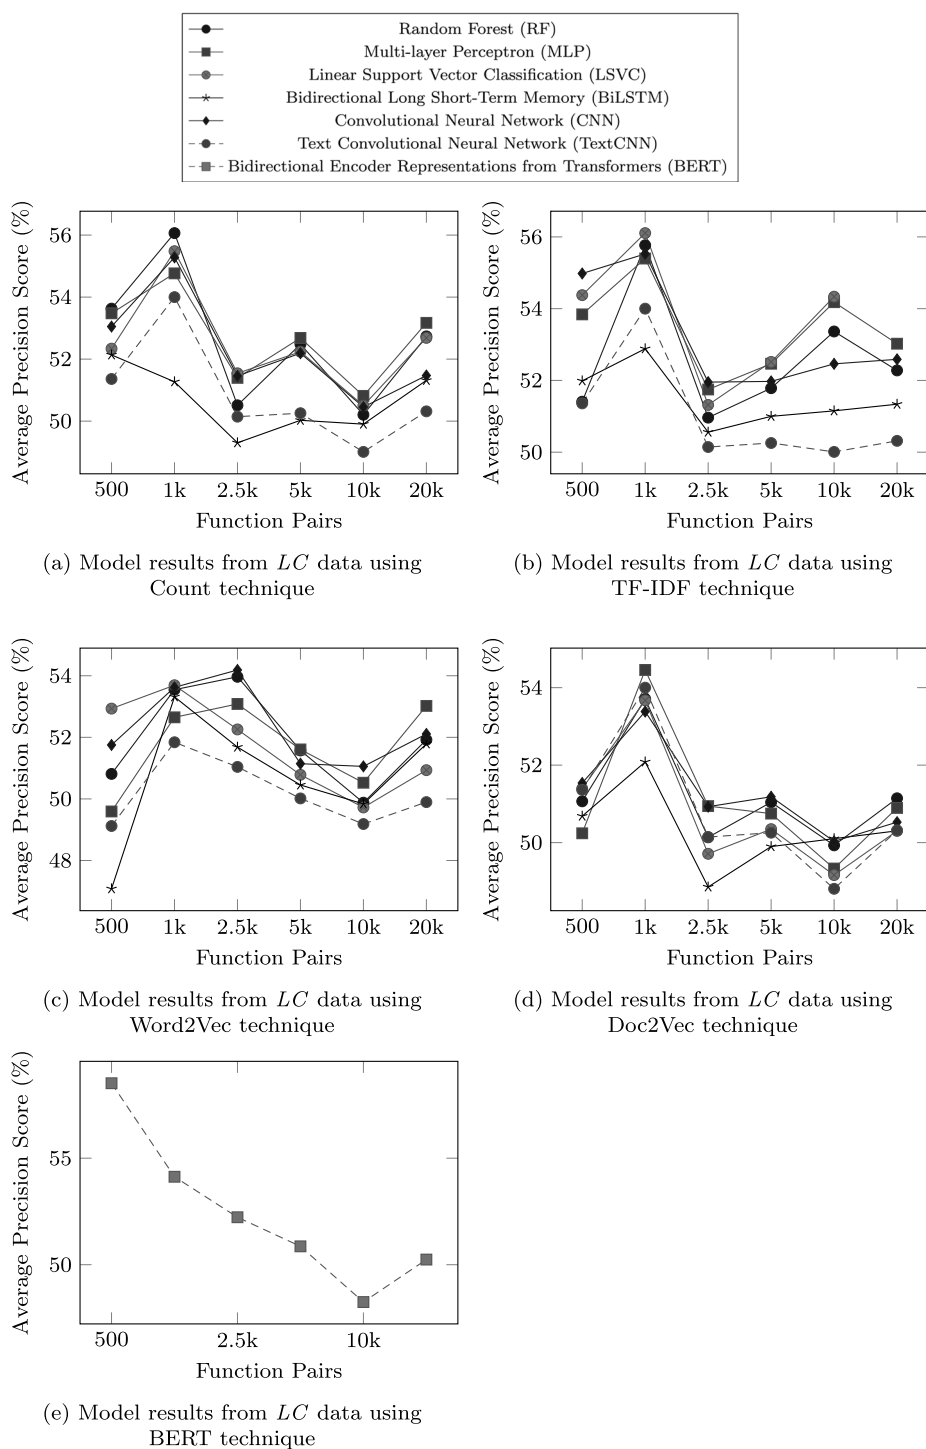 Random Forest (RF)
Multi-layer Perceptron (MLP)
Linear Support Vector Classification (LSVC)
Bidirectional Long Short-Term Memory (BiLSTM)
Convolutional Neural Network (CNN)
Text Convolutional Neural Network (TextCNN)
Bidirectional Encoder Representations from Transformers (BERT)
Average Precision Score (%)
56
54
52
50
500 1k 2.5k 5k 10k 20k
Function Pairs
(a) Model results from LC data using
Count technique
Average Precision Score (%)
56
54
52
50
500 1k 2.5k 5k 10k 20k
Function Pairs
(b) Model results from LC data using
TF-IDF technique
Average Precision Score (%)
54
52
50
48
500 1k 2.5k 5k 10k 20k
Function Pairs
(c) Model results from LC data using
Word2Vec technique
Average Precision Score (%)
54
52
50
500 1k 2.5k 5k 10k 20k
Function Pairs
(d) Model results from LC data using
Doc2Vec technique
Average Precision Score (%)
55
50
500 2.5k 10k
Function Pairs
(e) Model results from LC data using
BERT technique